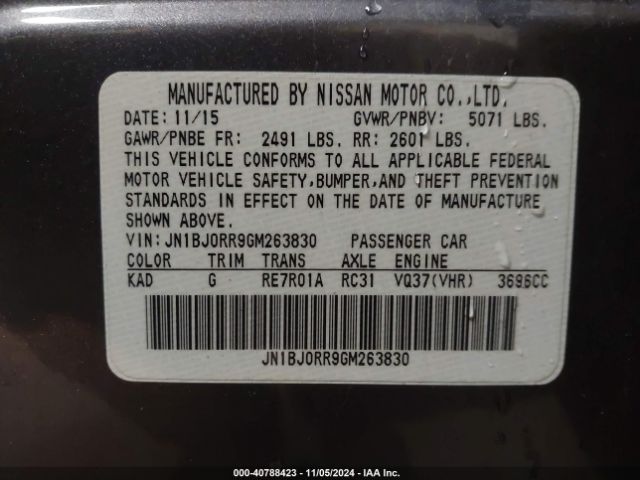 MANUFACTURED BY NISSAN MOTOR CO.,LTD.
DATE: 11/15 GVWR/PNBV: 5071 LBS.
GAWR/PNBE FR: 2491 LBS. RR: 2601 LBS.
THIS VEHICLE CONFORMS TO ALL APPLICABLE FEDERAL
MOTOR VEHICLE SAFETY,BUMPER,AND THEFT PREVENTION
STANDARDS IN EFFECT ON THE DATE OF MANUFACTURE
SHOWN ABOVE.
VIN: JN1BJ0RR9GM263830 PASSENGER CAR
COLOR TRIM TRANS AXLE ENGINE
KAD G RE7R01A RC31 VQ37(VHR) 3696CC
JN1BJ0RR9GM263830
000-40788423 - 11/05/2024 - IAAI.COM